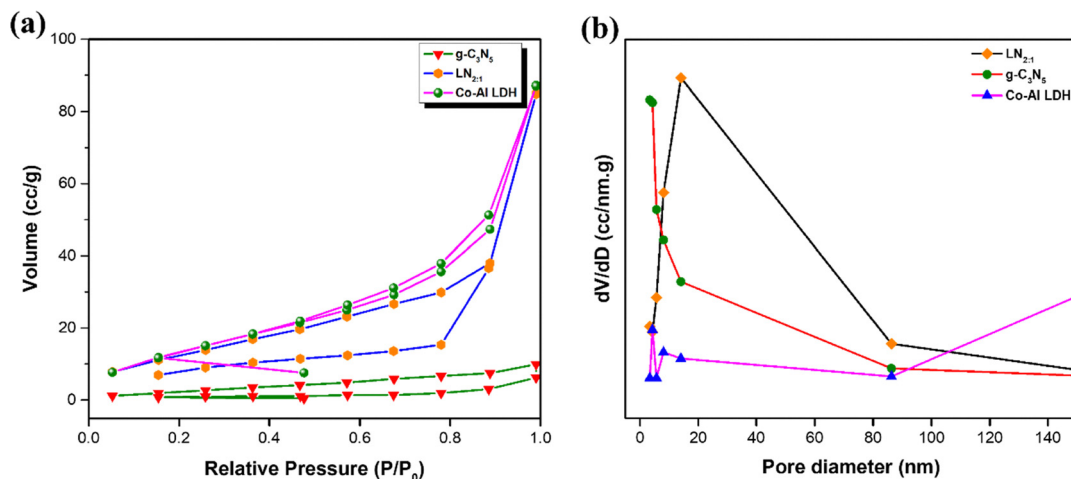 (a)
100
80
60
40
20
0
Volume (cc/g)
g-C₃N₅
LN₂:₁
Co-Al LDH
0.0 0.2 0.4 0.6 0.8 1.0
Relative Pressure (P/P₀)
(b)
dV/dD (cc/nm.g)
LN₂:₁
g-C₃N₅
Co-Al LDH
0 20 40 60 80 100 120 140
Pore diameter (nm)